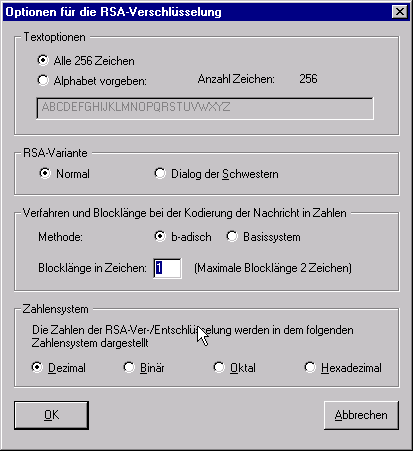 Optionen für die RSA-Verschlüsselung
Textoptionen
Alle 256 Zeichen
Alphabet vorgeben: Anzahl Zeichen: 256
ABCDEFGHIJKLMNOPQRSTUVWXYZ
RSA-Variante
Normal Dialog der Schwestern
Verfahren und Blocklänge bei der Kodierung der Nachricht in Zahlen
Methode: b-adisch Basissystem
Blocklänge in Zeichen: 1 (Maximale Blocklänge 2 Zeichen)
Zahlensystem
Die Zahlen der RSA-Ver-/Entschlüsselung werden in dem folgenden
Zahlensystem dargestellt
Dezimal Binär Oktal Hexadezimal
OK Abbrechen